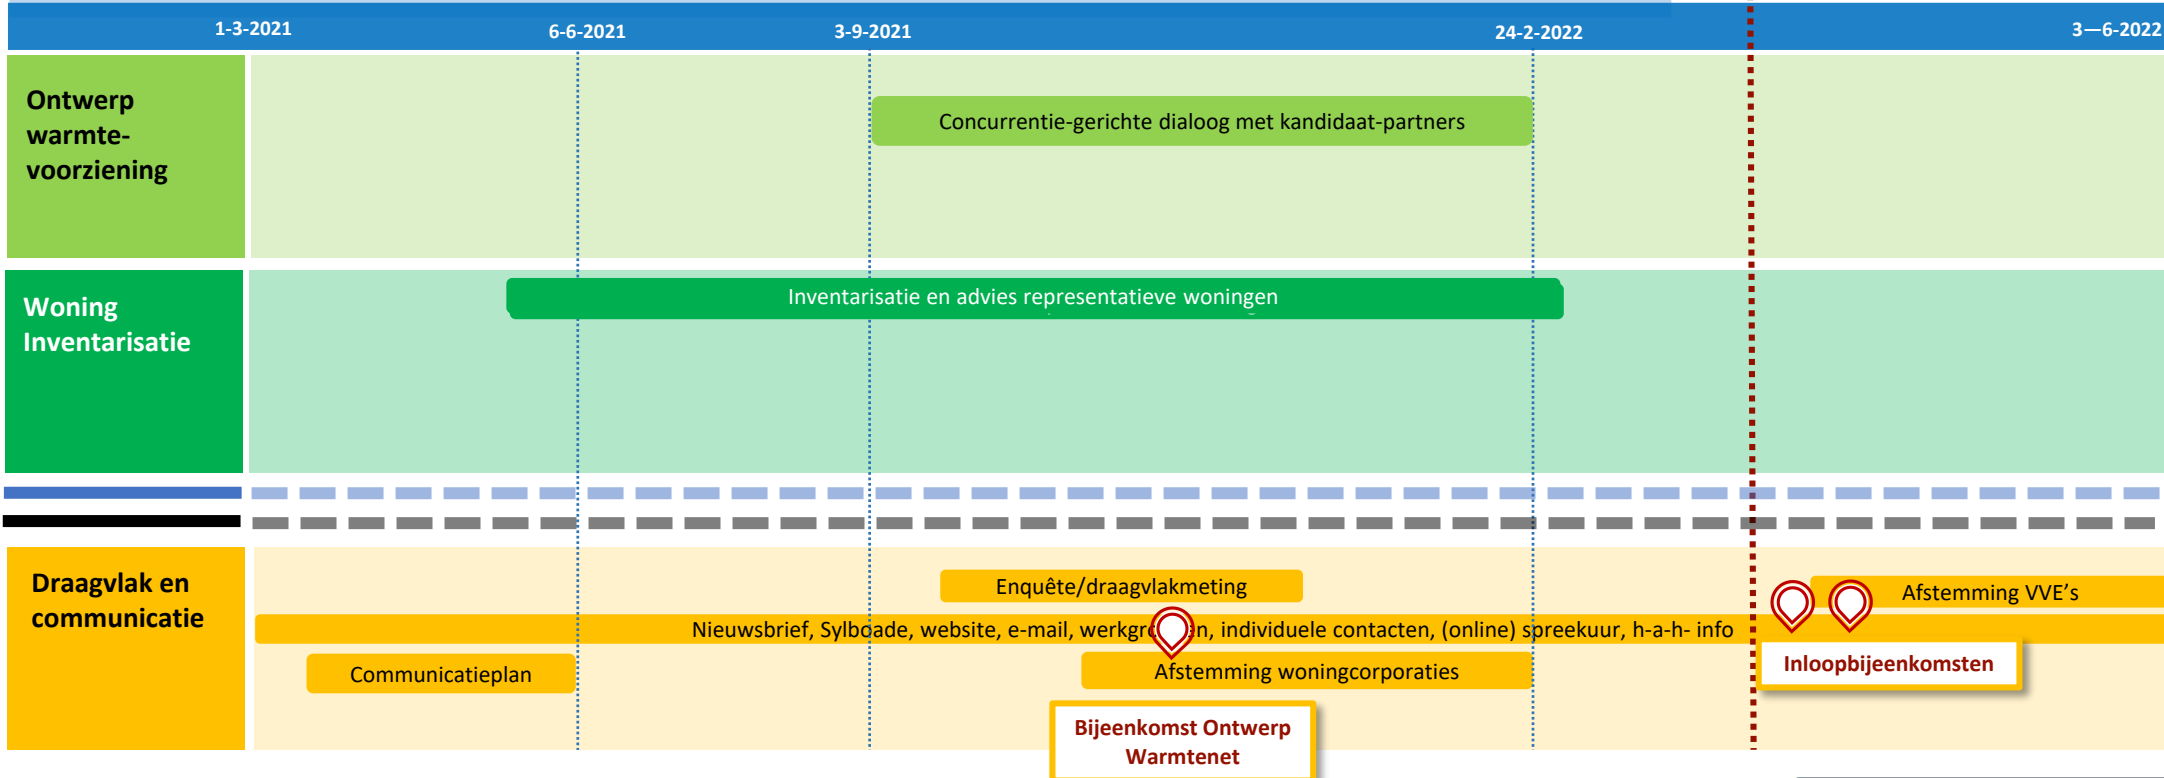 1-3-2021
6-6-2021
3-9-2021
24-2-2022
3—6-2022
Ontwerp
warmte-
voorziening
Concurrentie-gerichte dialoog met kandidaat-partners
Woning
Inventarisatie
Inventarisatie en advies representatieve woningen
Draagvlak en
communicatie
Enquête/draagvlakmeting
Afstemming VVE's
Nieuwsbrief, Sylboade, website, e-mail, individuele contacten, (online) spreekuur, h-a-h- info
Inloopbijeenkomsten
Communicatieplan
Afstemming woningcorporaties
Bijeenkomst Ontwerp
Warmtenet